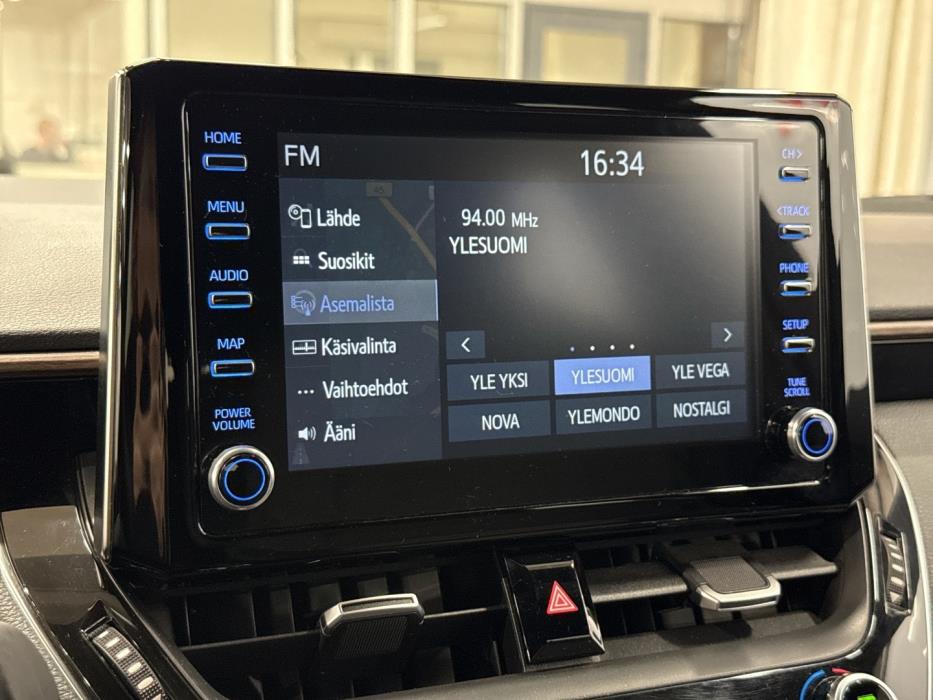 HOME
MENU
AUDIO
MAP
POWER
VOLUME
FM
16:34
45
Lähde
Suosikit
Asemalista
Käsivalinta
Vaihtoehdot
Ääni
94.00 MHz
YLESUOMI
< >
YLE YKSI YLESUOMI YLE VEGA
NOVA YLEMONDO NOSTALGI
CH>
<TRACK
PHONE
SETUP
TUNE
SCROLL